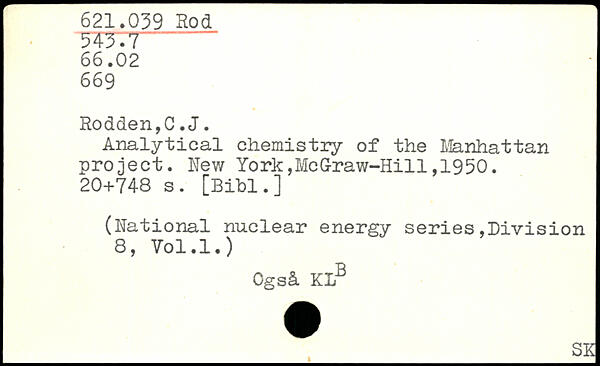 621.039 Rod
543.7
66.02
669
Rodden,C.J.
Analytical chemistry of the Manhattan
project. New York,McGraw-Hill,1950.
20+748 s. [Bibl.]
(National nuclear energy series,Division
8, Vol.1.)
Også KLB
SK